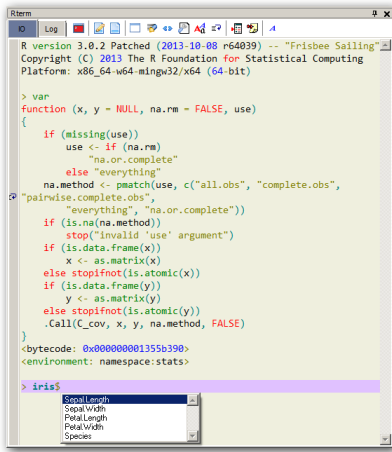 Rterm
IO Log
R version 3.0.2 Patched (2013-10-08 r64039) -- "Frisbee Sailing"
Copyright (C) 2013 The R Foundation for Statistical Computing
Platform: x86_64-w64-mingw32/x64 (64-bit)
> var
function (x, y = NULL, na.rm = FALSE, use)
{
    if (missing(use))
        use <- if (na.rm)
            "na.or.complete"
        else "everything"
    na.method <- pmatch(use, c("all.obs", "complete.obs",
"pairwise.complete.obs",
        "everything", "na.or.complete"))
    if (is.na(na.method))
        stop("invalid 'use' argument")
    if (is.data.frame(x))
        x <- as.matrix(x)
    else stopifnot(is.atomic(x))
    if (is.data.frame(y))
        y <- as.matrix(y)
    else stopifnot(is.atomic(y))
    .Call(C_cov, x, y, na.method, FALSE)
}
<bytecode: 0x000000001355b390>
<environment: namespace:stats>
> iris$
Sepal.Length
Sepal.Width
Petal.Length
Petal.Width
Species